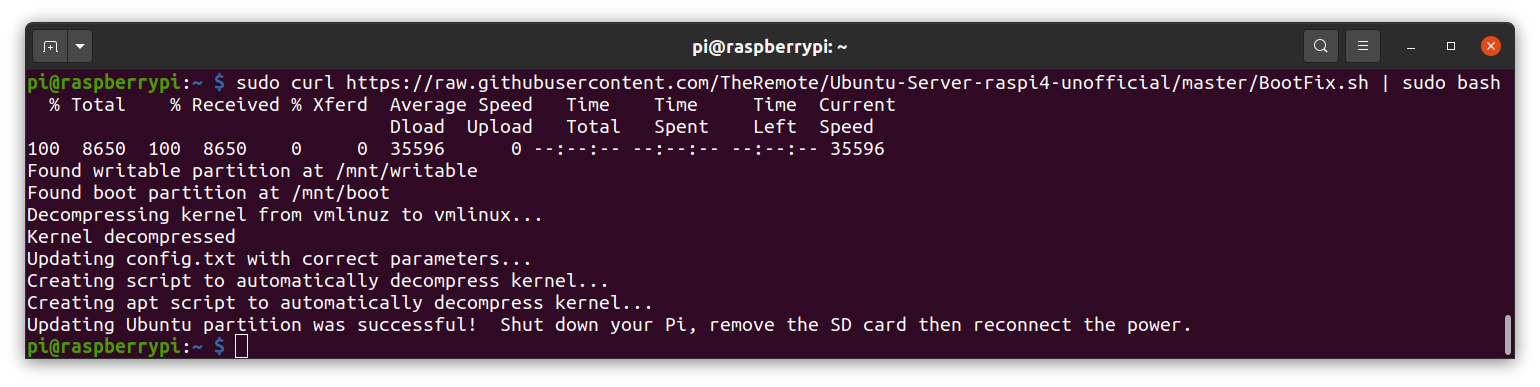 pi@raspberrypi: ~
pi@raspberrypi:~ $ sudo curl https://raw.githubusercontent.com/TheRemote/Ubuntu-Server-raspi4-unofficial/master/BootFix.sh | sudo bash
  % Total    % Received % Xferd  Average Speed   Time    Time     Time  Current
                                 Dload  Upload   Total   Spent    Left  Speed
100  8650  100  8650    0     0  35596      0 --:--:-- --:--:-- --:--:-- 35596
Found writable partition at /mnt/writable
Found boot partition at /mnt/boot
Decompressing kernel from vmlinuz to vmlinux...
Kernel decompressed
Updating config.txt with correct parameters...
Creating script to automatically decompress kernel...
Creating apt script to automatically decompress kernel...
Updating Ubuntu partition was successful!  Shut down your Pi, remove the SD card then reconnect the power.
pi@raspberrypi:~ $